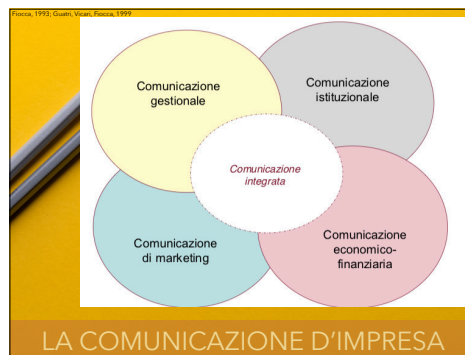 Fiocca, 1993; Guatri, Vicari, Fiocca, 1999
Comunicazione
gestionale
Comunicazione
istituzionale
Comunicazione
integrata
Comunicazione
di marketing
Comunicazione
economico-
finanziaria
LA COMUNICAZIONE D'IMPRESA